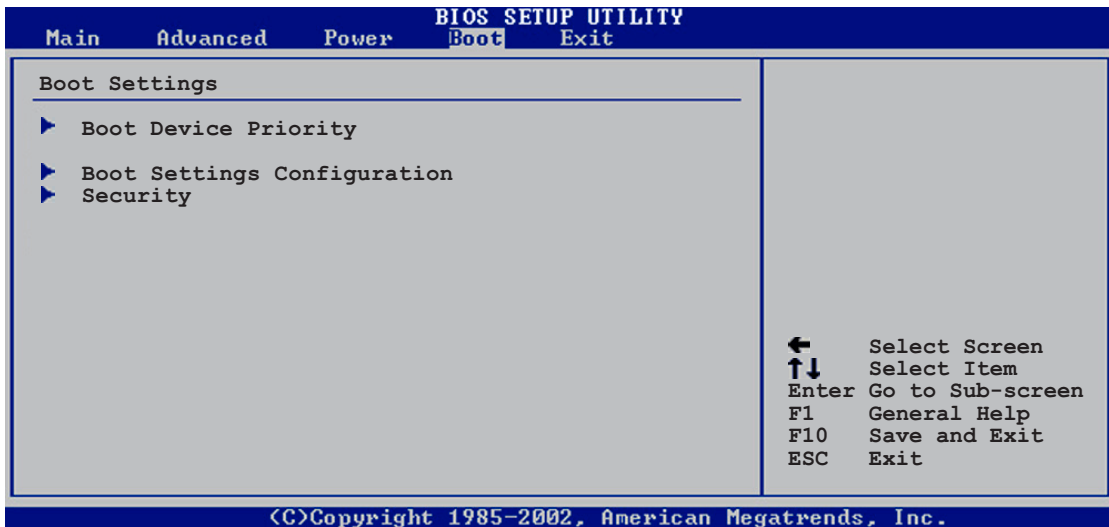 BIOS SETUP UTILITY
Main Advanced Power Boot Exit
Boot Settings
Boot Device Priority
Boot Settings Configuration
Security
← Select Screen
↑↓ Select Item
Enter Go to Sub-screen
F1 General Help
F10 Save and Exit
ESC Exit
(C)Copyright 1985-2002, American Megatrends, Inc.